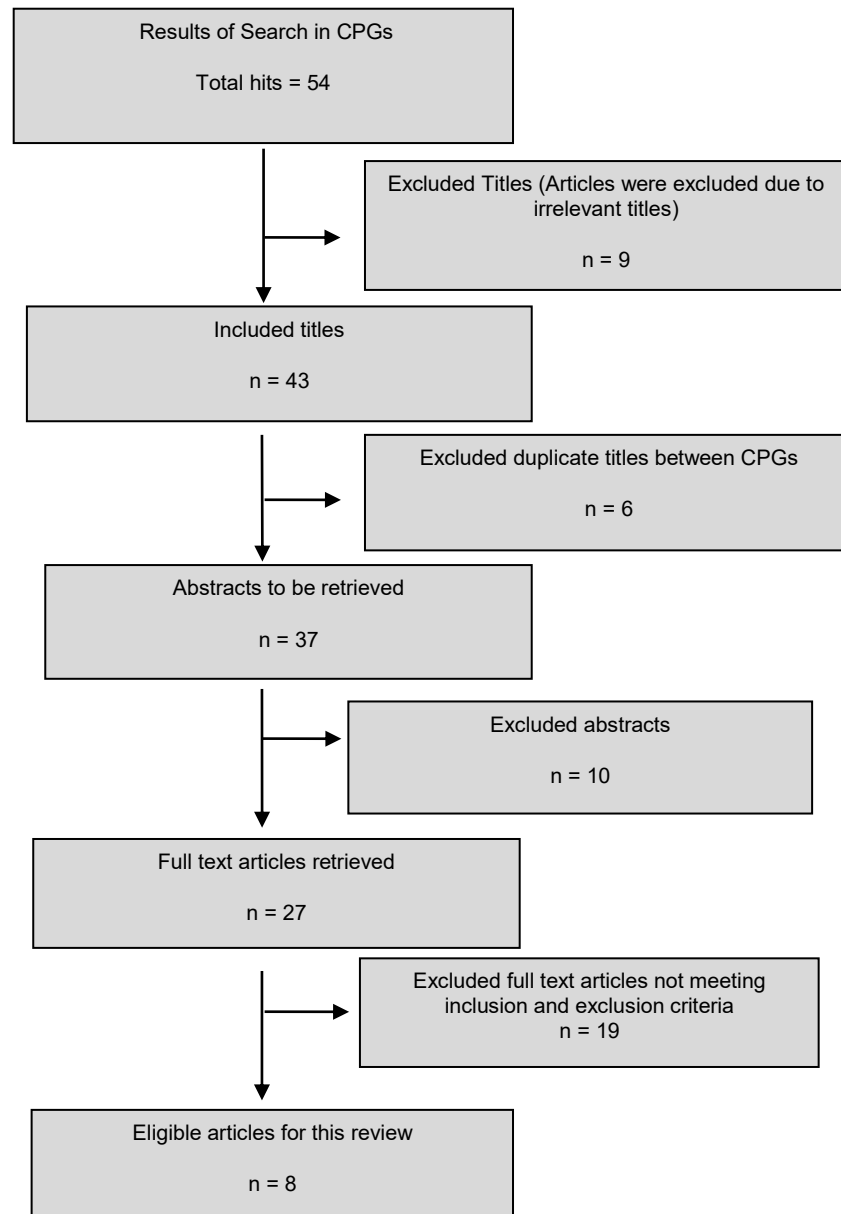 Results of Search in CPGs
Total hits = 54
Excluded Titles (Articles were excluded due to
irrelevant titles)
n = 9
Included titles
n = 43
Excluded duplicate titles between CPGs
n = 6
Abstracts to be retrieved
n = 37
Excluded abstracts
n = 10
Full text articles retrieved
n = 27
Excluded full text articles not meeting
inclusion and exclusion criteria
n = 19
Eligible articles for this review
n = 8